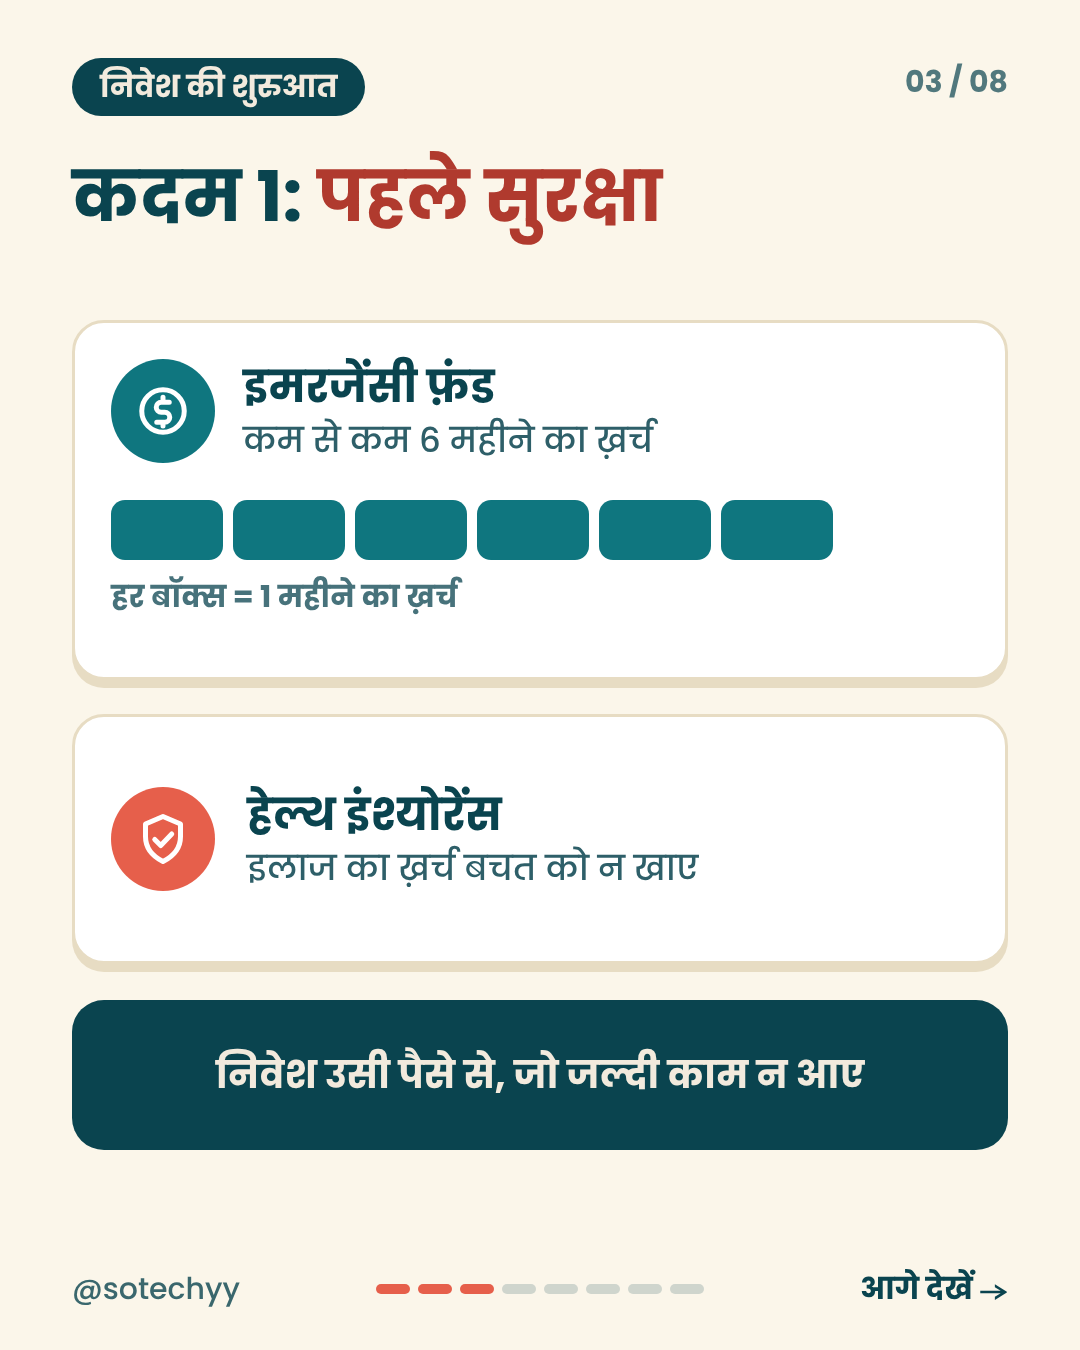 निवेश की शुरुआत
03 / 08
कदम 1: पहले सुरक्षा
इमरजेंसी फ़ंड
कम से कम 6 महीने का ख़र्च
हर बॉक्स = 1 महीने का ख़र्च
हेल्थ इंश्योरेंस
इलाज का ख़र्च बचत को न खाए
निवेश उसी पैसे से, जो जल्दी काम न आए
@sotechyy
आगे देखें →